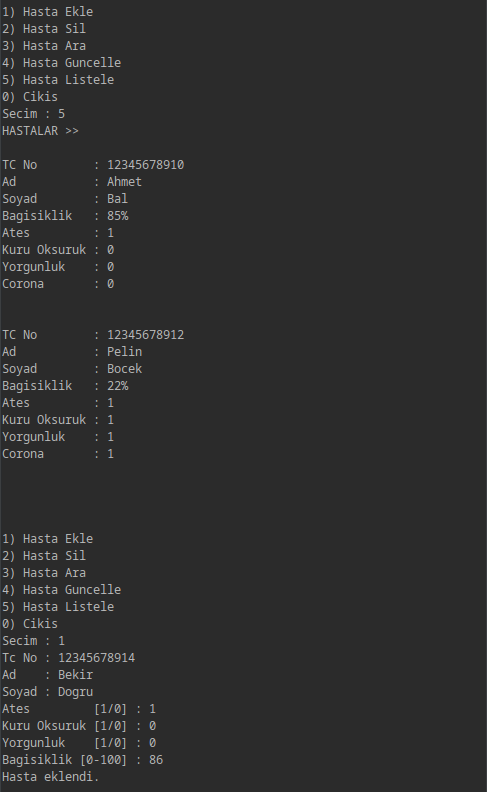 1) Hasta Ekle
2) Hasta Sil
3) Hasta Ara
4) Hasta Guncelle
5) Hasta Listele
0) Cikis
Secim : 5
HASTALAR >>
TC No        : 12345678910
Ad           : Ahmet
Soyad        : Bal
Bagisiklik   : 85%
Ates         : 1
Kuru Oksuruk : 0
Yorgunluk    : 0
Corona       : 0
TC No        : 12345678912
Ad           : Pelin
Soyad        : Bocek
Bagisiklik   : 22%
Ates         : 1
Kuru Oksuruk : 1
Yorgunluk    : 1
Corona       : 1
1) Hasta Ekle
2) Hasta Sil
3) Hasta Ara
4) Hasta Guncelle
5) Hasta Listele
0) Cikis
Secim : 1
Tc No : 12345678914
Ad    : Bekir
Soyad : Dogru
Ates         [1/0] : 1
Kuru Oksuruk [1/0] : 0
Yorgunluk    [1/0] : 0
Bagisiklik [0-100] : 86
Hasta eklendi.